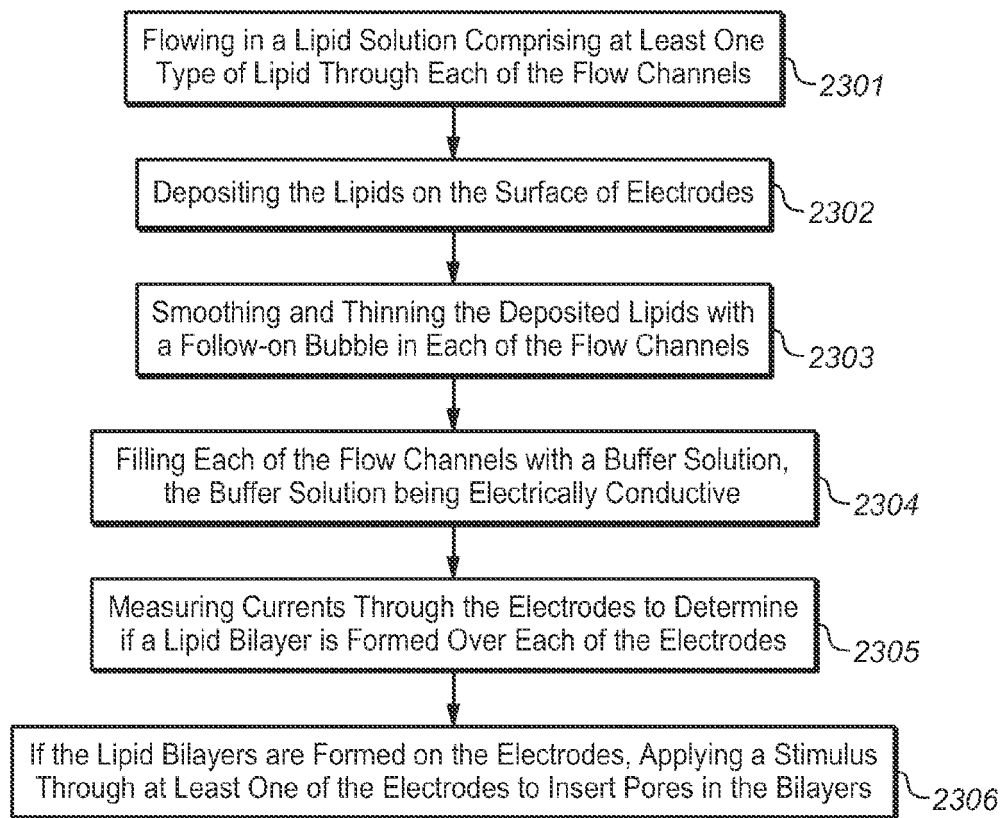 Flowing in a Lipid Solution Comprising at Least One
Type of Lipid Through Each of the Flow Channels
2301
Depositing the Lipids on the Surface of Electrodes
2302
Smoothing and Thinning the Deposited Lipids with
a Follow-on Bubble in Each of the Flow Channels
2303
Filling Each of the Flow Channels with a Buffer Solution,
the Buffer Solution being Electrically Conductive
2304
Measuring Currents Through the Electrodes to Determine
if a Lipid Bilayer is Formed Over Each of the Electrodes
2305
If the Lipid Bilayers are Formed on the Electrodes, Applying a Stimulus
Through at Least One of the Electrodes to Insert Pores in the Bilayers
2306